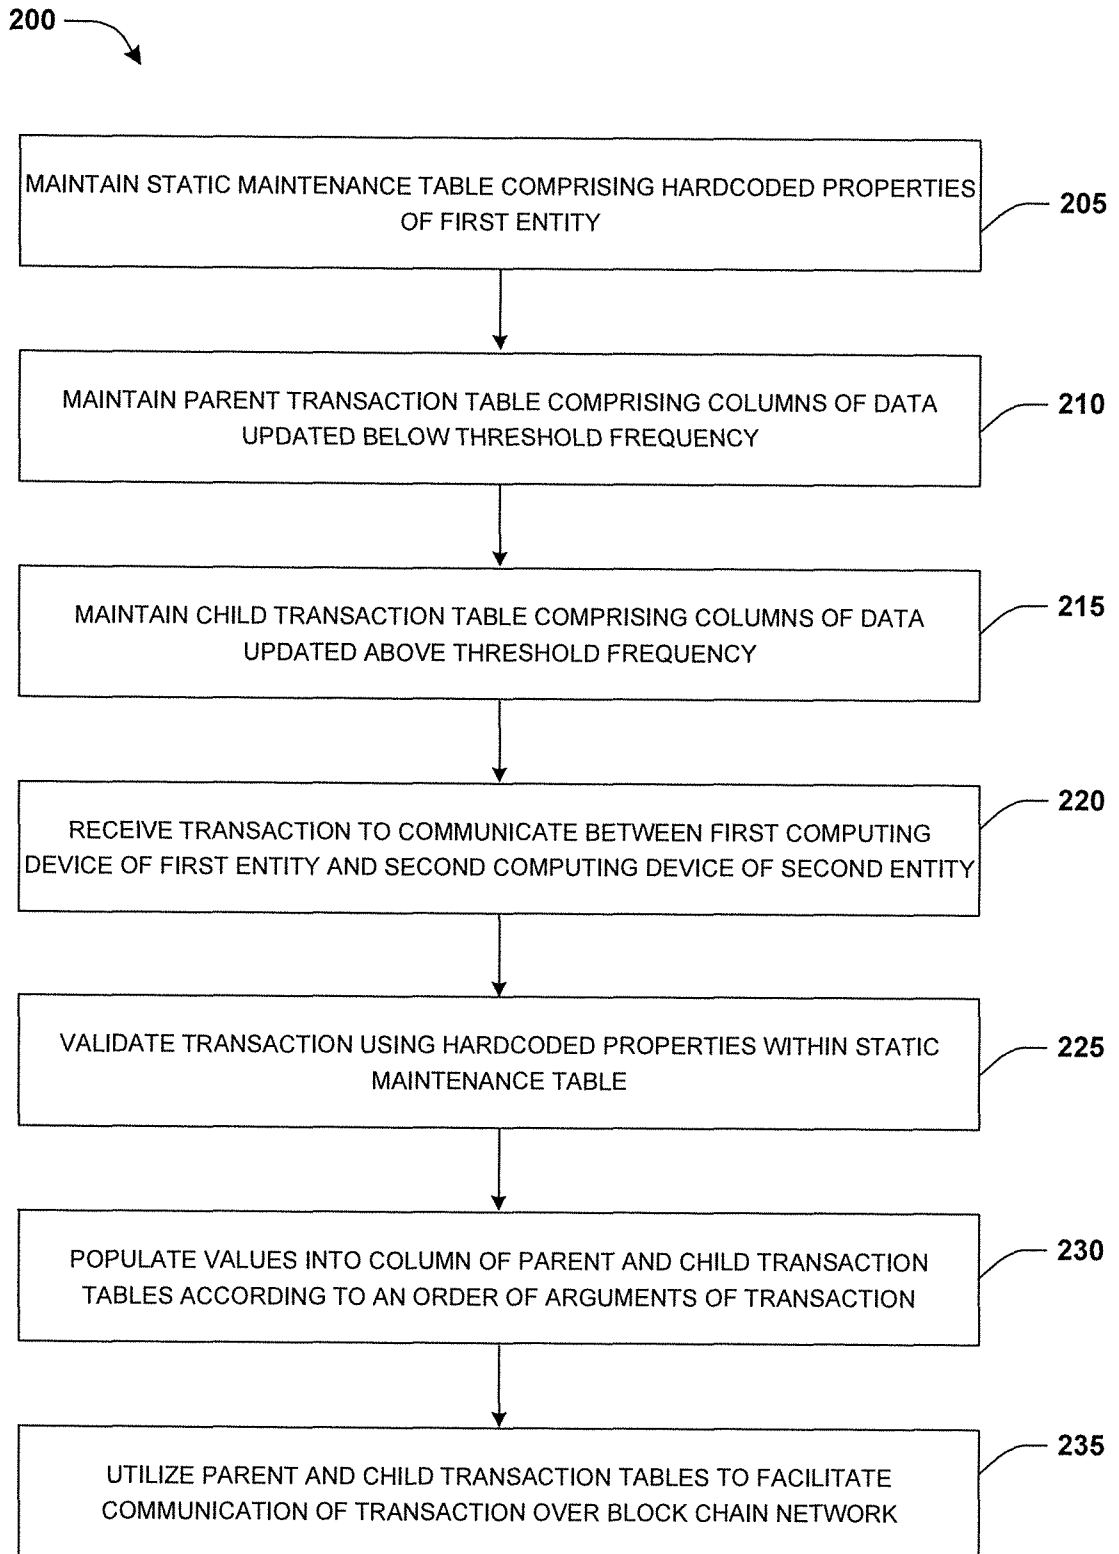 200
MAINTAIN STATIC MAINTENANCE TABLE COMPRISING HARDCODED PROPERTIES
OF FIRST ENTITY
205
MAINTAIN PARENT TRANSACTION TABLE COMPRISING COLUMNS OF DATA
UPDATED BELOW THRESHOLD FREQUENCY
210
MAINTAIN CHILD TRANSACTION TABLE COMPRISING COLUMNS OF DATA
UPDATED ABOVE THRESHOLD FREQUENCY
215
RECEIVE TRANSACTION TO COMMUNICATE BETWEEN FIRST COMPUTING
DEVICE OF FIRST ENTITY AND SECOND COMPUTING DEVICE OF SECOND ENTITY
220
VALIDATE TRANSACTION USING HARDCODED PROPERTIES WITHIN STATIC
MAINTENANCE TABLE
225
POPULATE VALUES INTO COLUMN OF PARENT AND CHILD TRANSACTION
TABLES ACCORDING TO AN ORDER OF ARGUMENTS OF TRANSACTION
230
UTILIZE PARENT AND CHILD TRANSACTION TABLES TO FACILITATE
COMMUNICATION OF TRANSACTION OVER BLOCK CHAIN NETWORK
235